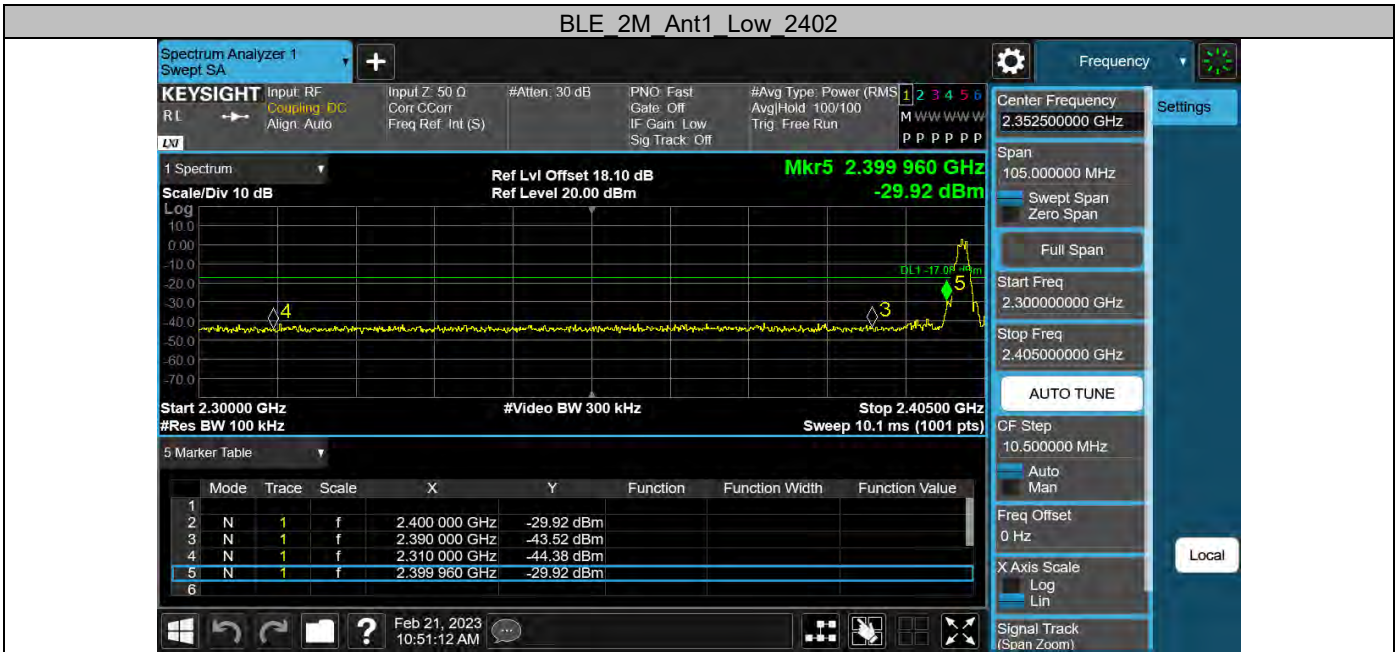 BLE_2M_Ant1_Low_2402
Spectrum Analyzer 1
Swept SA
Frequency
KEYSIGHT
RL
LXI
Input: RF
Coupling: DC
Align: Auto
Input Z: 50 Ω
Corr CCorr
Freq Ref: Int (S)
#Atten: 30 dB
PNO: Fast
Gate: Off
IF Gain: Low
Sig Track: Off
#Avg Type: Power (RMS
Avg|Hold: 100/100
Trig: Free Run
1 2 3 4 5 6
M W W W W W
P P P P P P
1 Spectrum
Scale/Div 10 dB
Ref Lvl Offset 18.10 dB
Ref Level 20.00 dBm
Mkr5 2.399 960 GHz
-29.92 dBm
Log
10.0
0.00
-10.0
-20.0
-30.0
-40.0
-50.0
-60.0
-70.0
4
3
5
Start 2.30000 GHz
#Res BW 100 kHz
#Video BW 300 kHz
Stop 2.40500 GHz
Sweep 10.1 ms (1001 pts)
5 Marker Table
Mode Trace Scale X Y Function Function Width Function Value
1
2 N 1 f 2.400 000 GHz -29.92 dBm
3 N 1 f 2.390 000 GHz -43.52 dBm
4 N 1 f 2.310 000 GHz -44.38 dBm
5 N 1 f 2.399 960 GHz -29.92 dBm
6
?
Feb 21, 2023
10:51:12 AM
Center Frequency
2.352500000 GHz
Span
105.000000 MHz
Swept Span
Zero Span
Full Span
Start Freq
2.300000000 GHz
Stop Freq
2.405000000 GHz
AUTO TUNE
CF Step
10.500000 MHz
Auto
Man
Freq Offset
0 Hz
X Axis Scale
Log
Lin
Signal Track
(Span Zoom)
Settings
Local